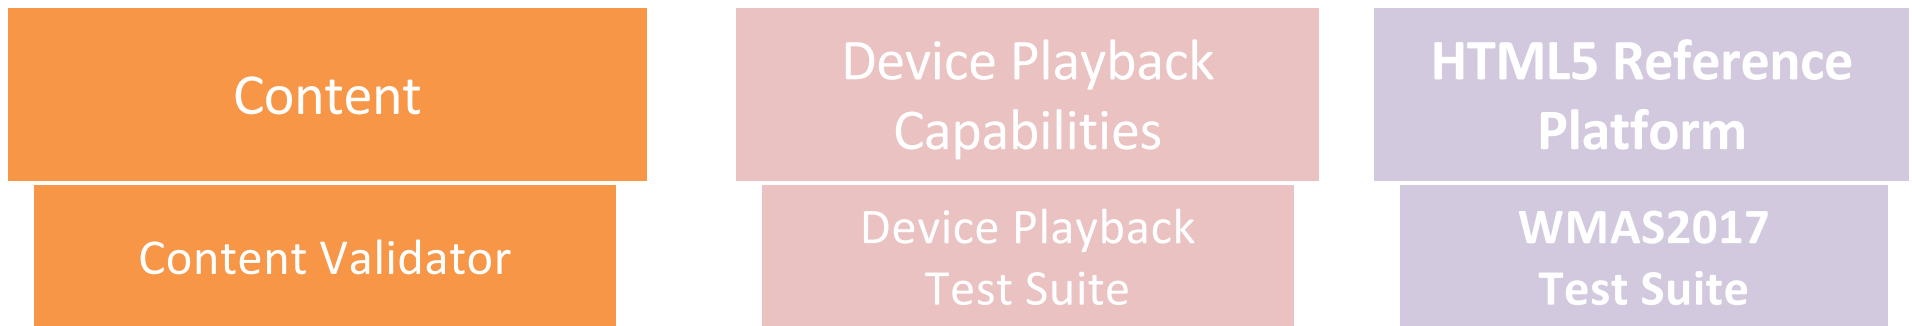 Content
Content Validator
Device Playback
Capabilities
Device Playback
Test Suite
HTML5 Reference
Platform
WMAS2017
Test Suite